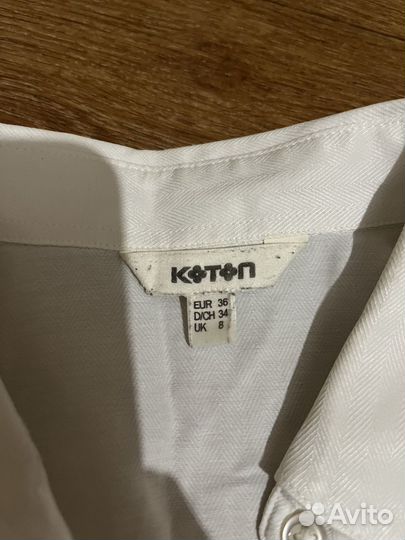 KOTON
EUR 36
D/CH 34
UK 8
Avito